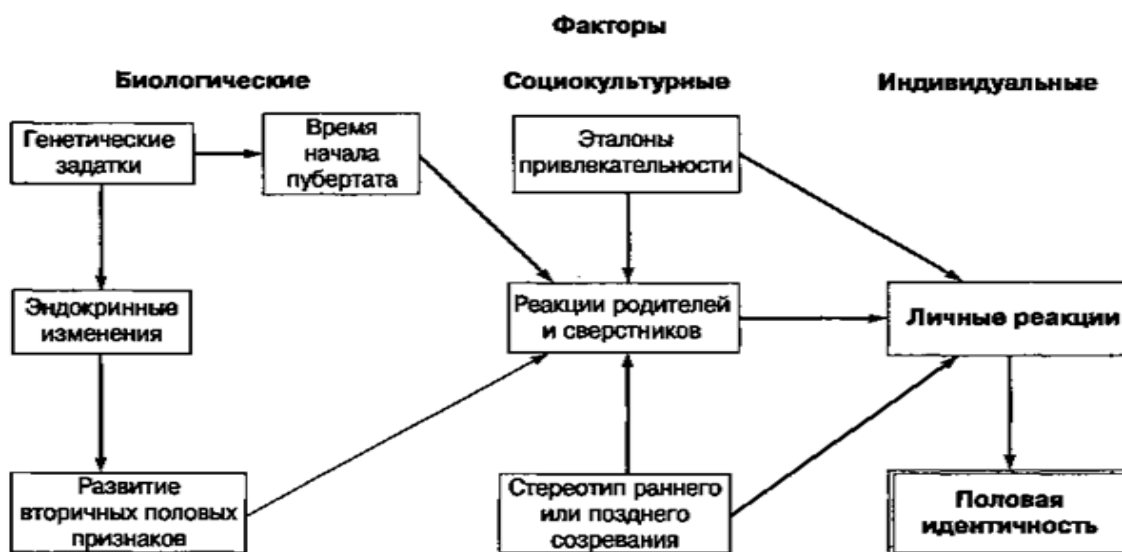 Факторы
Биологические
Социокультурные
Индивидуальные
Генетические
задатки
Время
начала
пубертата
Эталоны
привлекательности
Эндокринные
изменения
Реакции родителей
и сверстников
Личные реакции
Развитие
вторичных половых
признаков
Стереотип раннего
или позднего
созревания
Половая
идентичность